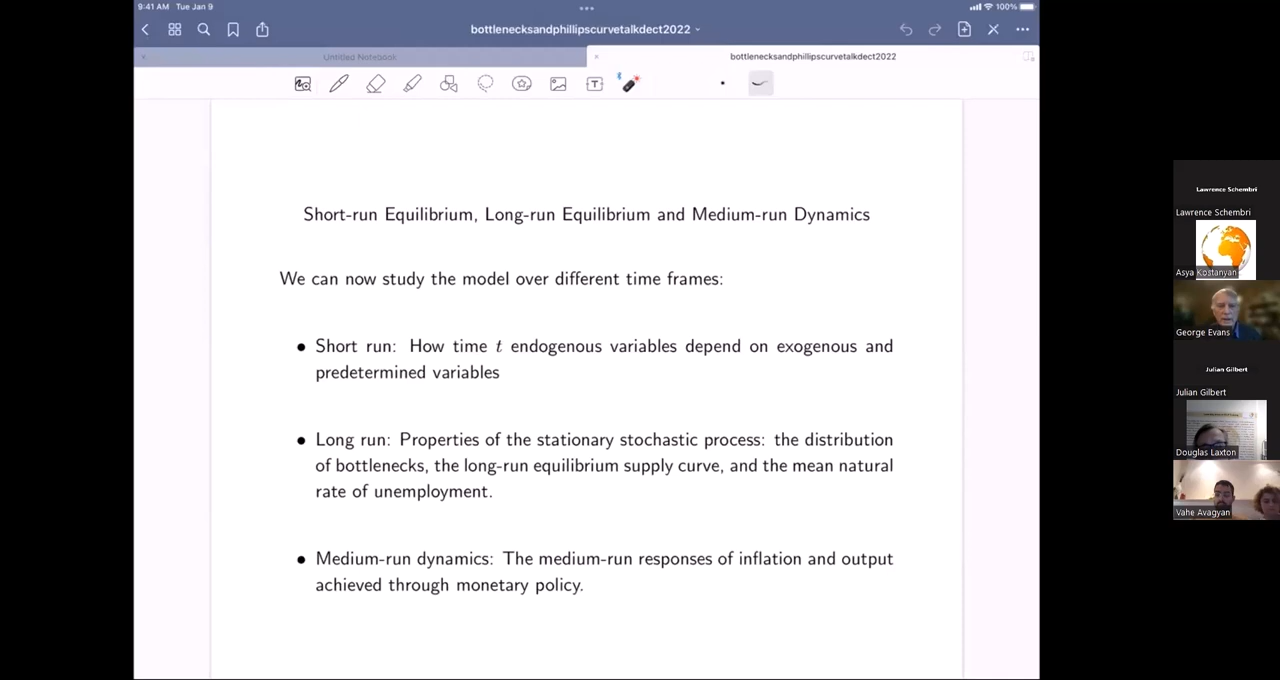 9:41 AM Tue Jan 9
100%
bottlenecksandphillipscurvetalkdect2022
Untitled Notebook
bottlenecksandphillipscurvetalkdect2022
T
Short-run Equilibrium, Long-run Equilibrium and Medium-run Dynamics
We can now study the model over different time frames:
• Short run: How time t endogenous variables depend on exogenous and
predetermined variables
• Long run: Properties of the stationary stochastic process: the distribution
of bottlenecks, the long-run equilibrium supply curve, and the mean natural
rate of unemployment.
• Medium-run dynamics: The medium-run responses of inflation and output
achieved through monetary policy.
Lawrence Schembri
Lawrence Schembri
Asya Kostanyan
George Evans
Julian Gilbert
Julian Gilbert
Douglas Laxton
Vahe Avagyan